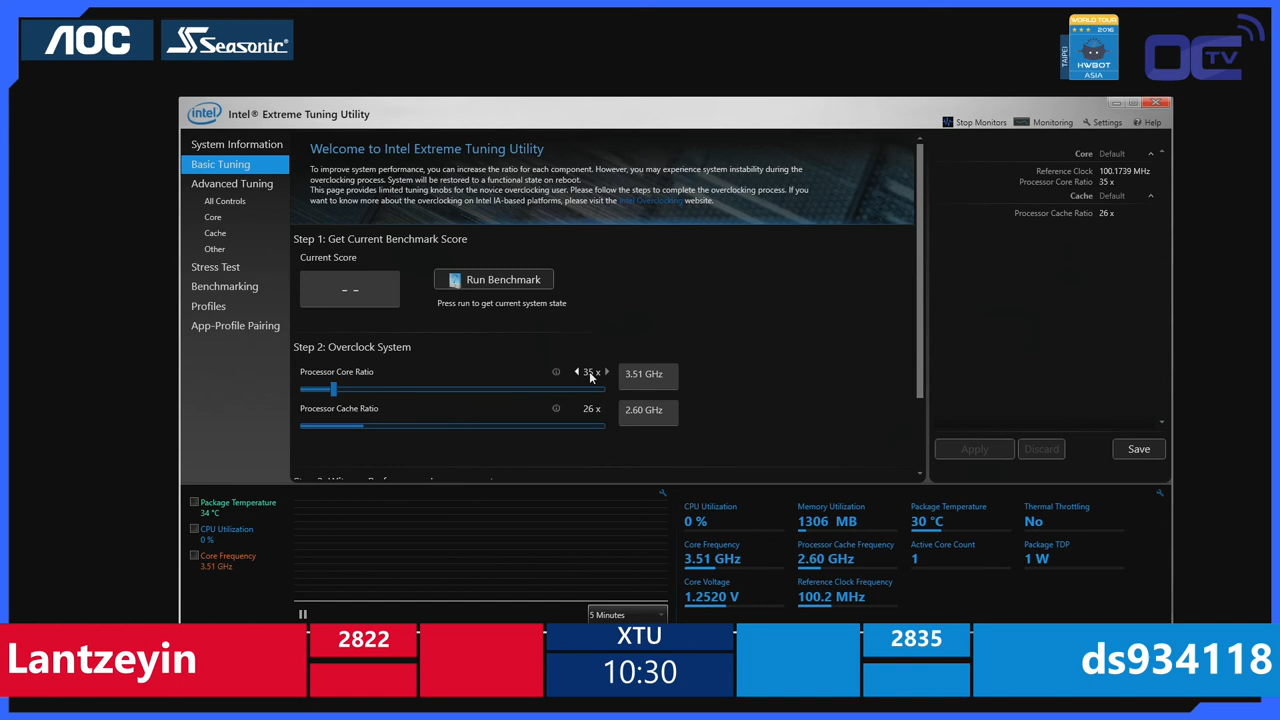 AOC
Seasonic
WORLD TOUR
2016
TAIPEI
HWBOT
ASIA
OC
TV
intel
Intel® Extreme Tuning Utility
Stop Monitors
Monitoring
Settings
Help
System Information
Basic Tuning
Advanced Tuning
All Controls
Core
Cache
Other
Stress Test
Benchmarking
Profiles
App-Profile Pairing
Welcome to Intel Extreme Tuning Utility
To improve system performance, you can increase the ratio for each component. However, you may experience system instability during the
overclocking process. System will be restored to a functional state on reboot.
This page provides limited tuning knobs for the novice overclocking user. Please follow the steps to complete the overclocking process. If you
want to know more about the overclocking on Intel IA-based platforms, please visit the Intel Overclocking website.
Step 1: Get Current Benchmark Score
Current Score
- -
Run Benchmark
Press run to get current system state
Step 2: Overclock System
Processor Core Ratio
35 x
3.51 GHz
Processor Cache Ratio
26 x
2.60 GHz
Core Default
Reference Clock 100.1739 MHz
Processor Core Ratio 35 x
Cache Default
Processor Cache Ratio 26 x
Apply
Discard
Save
Package Temperature
34 °C
CPU Utilization
0 %
Core Frequency
3.51 GHz
5 Minutes
CPU Utilization
0 %
Memory Utilization
1306 MB
Package Temperature
30 °C
Thermal Throttling
No
Core Frequency
3.51 GHz
Processor Cache Frequency
2.60 GHz
Active Core Count
1
Package TDP
1 W
Core Voltage
1.2520 V
Reference Clock Frequency
100.2 MHz
Lantzeyin
2822
XTU
10:30
2835
ds934118